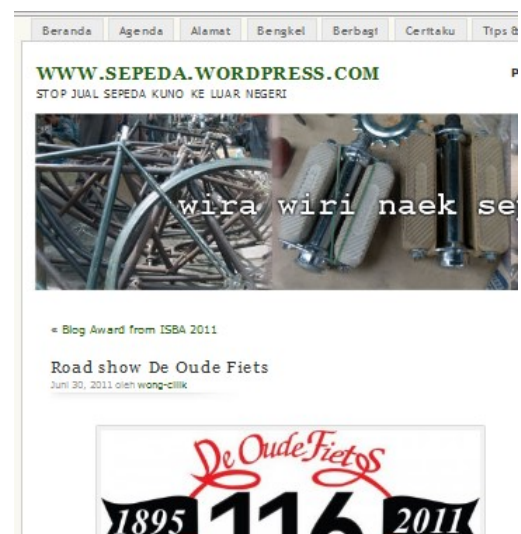 Beranda Agenda Alamat Bengkel Berbagi Ceritaku Tips &
WWW.SEPEDA.WORDPRESS.COM
STOP JUAL SEPEDA KUNO KE LUAR NEGERI
wira wiri naek
« Blog Award from ISBA 2011
Road show De Oude Fiets
Juni 30, 2011 oleh wong-cilik
De Oude Fiets
1895 116 2011